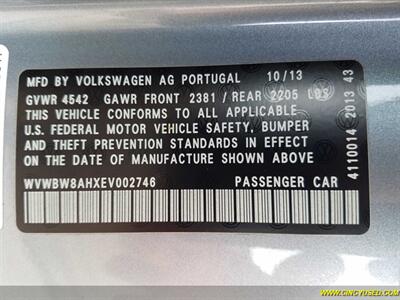 MFD BY VOLKSWAGEN AG PORTUGAL 10/13
GVWR 4542 GAWR FRONT 2381 / REAR 2205 LBS
THIS VEHICLE CONFORMS TO ALL APPLICABLE
U.S. FEDERAL MOTOR VEHICLE SAFETY, BUMPER
AND THEFT PREVENTION STANDARDS IN EFFECT
ON THE DATE OF MANUFACTURE SHOWN ABOVE:
WVWBW8AHXEV002746 PASSENGER CAR
4110014 2013 43
WWW.CINCYUSED.COM